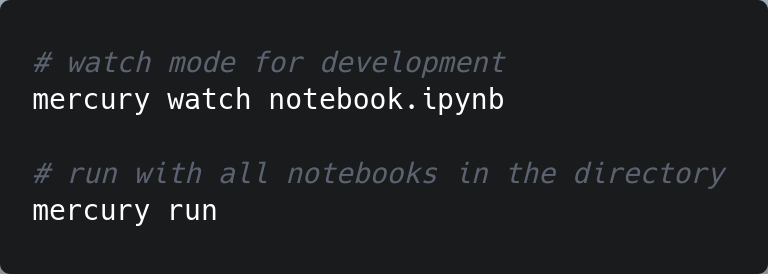 # watch mode for development
mercury watch notebook.ipynb
# run with all notebooks in the directory
mercury run